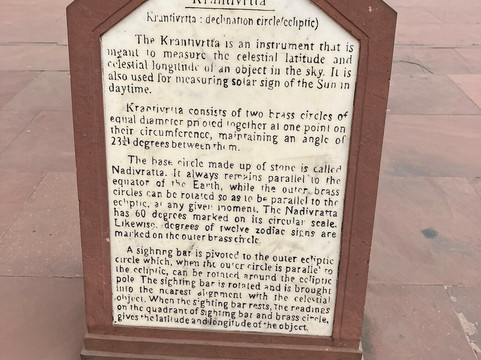 Krantivrtta
Krantivrtta : declination circle(ecliptic)
The Krantivrtta is an instrument that is
meant to measure the celestial latitude and
celestial longitude of an object in the sky. It is
also used for measuring solar sign of the Sun in
daytime.
Krantivrtta consists of two brass circles of
equal diameter pivoted together at one point on
their circumference, maintaining an angle of
23½ degrees between them.
The base circle made up of stone is called
Nadivratta. It always remains parallel to the
equator of the Earth, while the outer brass
circles can be rotated so as to be parallel to the
ecliptic, at any given moment. The Nadivratta
has 60 degrees marked on its circular scale.
Likewise, degrees of twelve zodiac signs are
marked on the outer brass circle.
A sighting bar is pivoted to the outer ecliptic
circle which, when the outer circle is parallel to
the ecliptic, can be rotated around the ecliptic
pole. The sighting bar is rotated and is brought
into the nearest alignment with the celestial
object. When the sighting bar rests, the readings
on the quadrant of sighting bar and brass circle,
gives the latitude and longitude of the object.